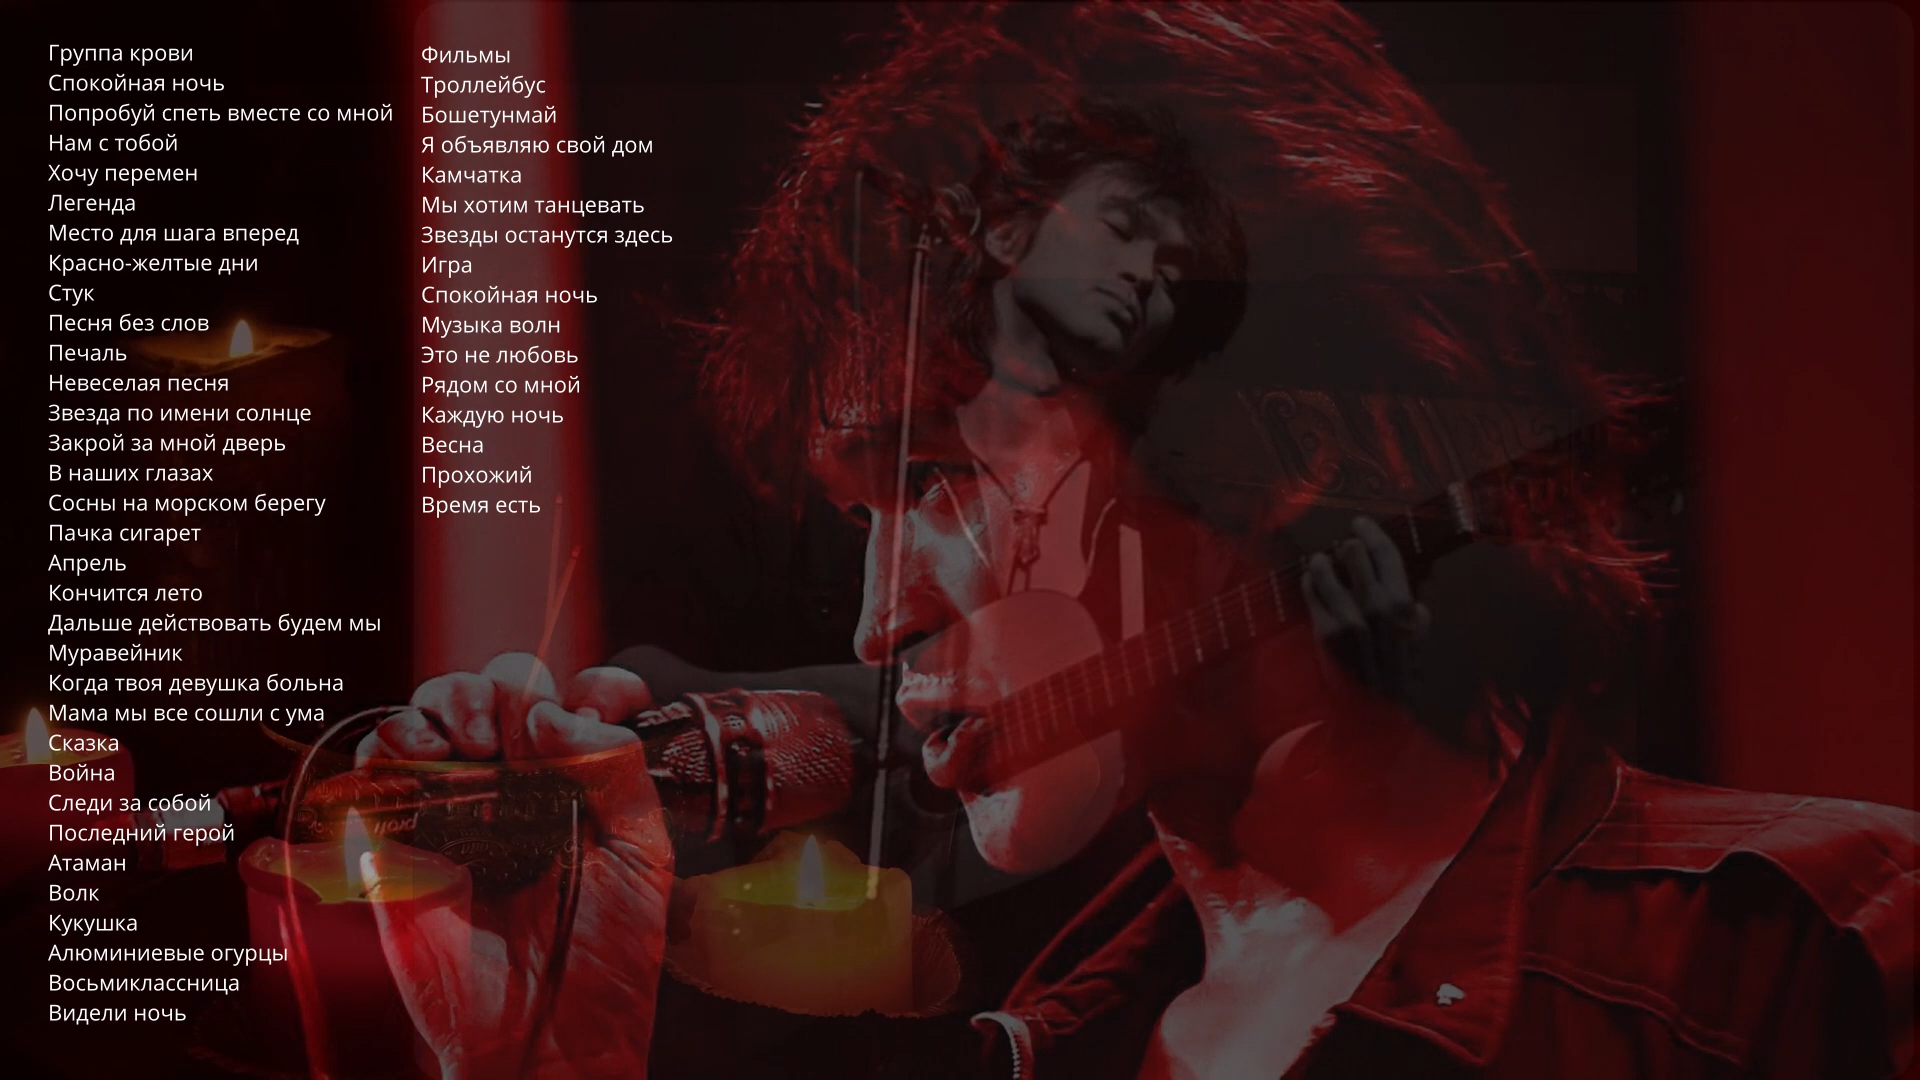 Группа крови
Спокойная ночь
Попробуй спеть вместе со мной
Нам с тобой
Хочу перемен
Легенда
Место для шага вперед
Красно-желтые дни
Стук
Песня без слов
Печаль
Невеселая песня
Звезда по имени солнце
Закрой за мной дверь
В наших глазах
Сосны на морском берегу
Пачка сигарет
Апрель
Кончится лето
Дальше действовать будем мы
Муравейник
Когда твоя девушка больна
Мама мы все сошли с ума
Сказка
Война
Следи за собой
Последний герой
Атаман
Волк
Кукушка
Алюминиевые огурцы
Восьмиклассница
Видели ночь
Фильмы
Троллейбус
Бошетунмай
Я объявляю свой дом
Камчатка
Мы хотим танцевать
Звезды останутся здесь
Игра
Спокойная ночь
Музыка волн
Это не любовь
Рядом со мной
Каждую ночь
Весна
Прохожий
Время есть